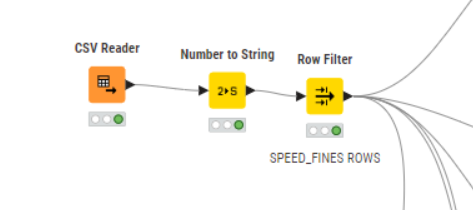 CSV Reader
Number to String
Row Filter
2▸S
SPEED_FINES ROWS